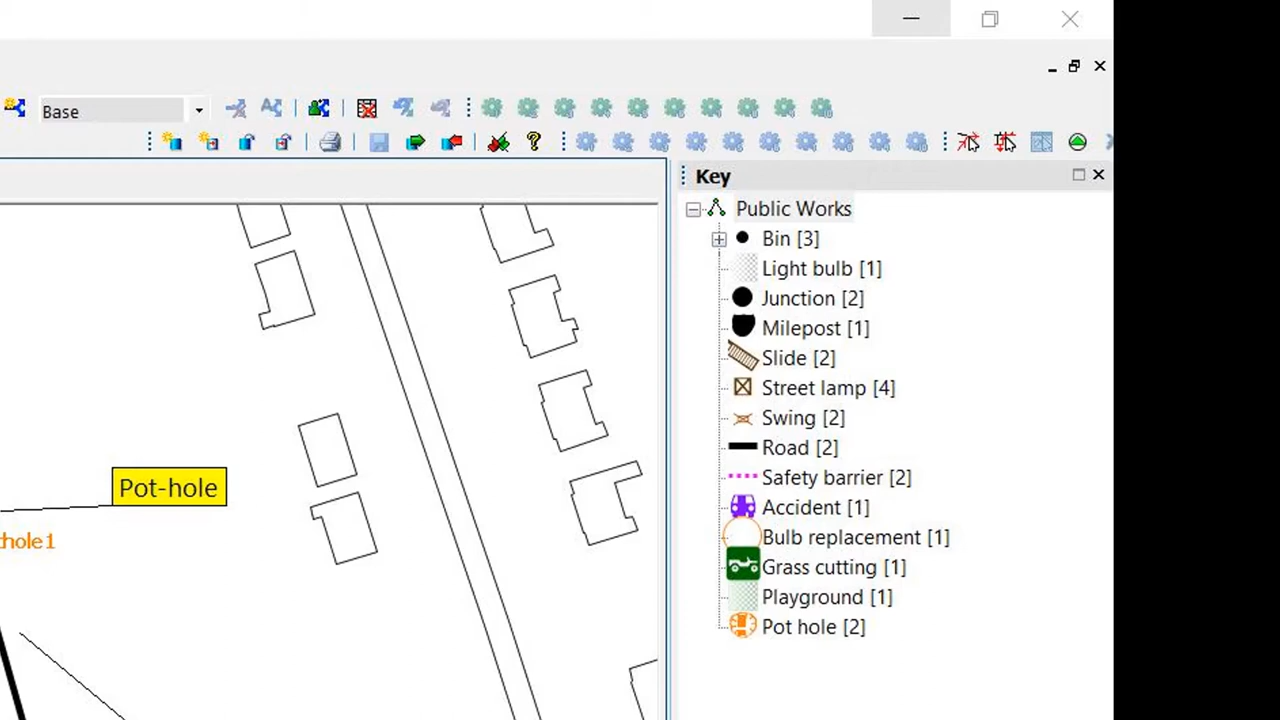 Base
Key
Public Works
Bin [3]
Light bulb [1]
Junction [2]
Milepost [1]
Slide [2]
Street lamp [4]
Swing [2]
Road [2]
Safety barrier [2]
Pot-hole
Accident [1]
hole1
Bulb replacement [1]
Grass cutting [1]
Playground [1]
Pot hole [2]